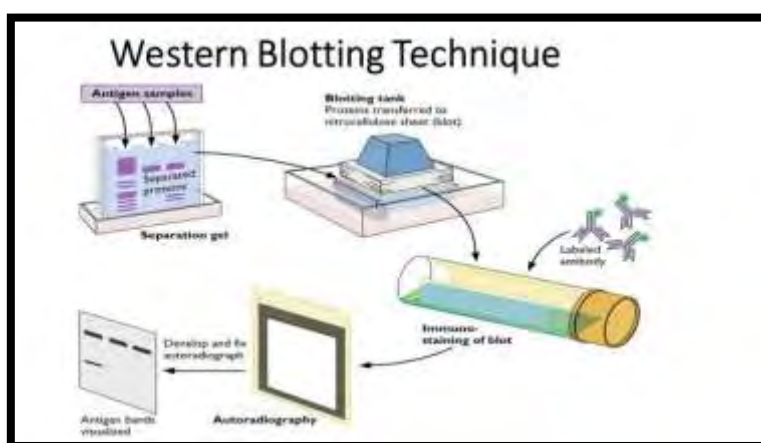 Western Blotting Technique
Antigen samples
Blotting tank
Proteins transferred to
nitrocellulose sheet (blot)
Separated
proteins
Separation gel
Labeled
antibody
Immuno-
staining of blot
Develop and fix
autoradiograph
Antigen bands
visualized
Autoradiography